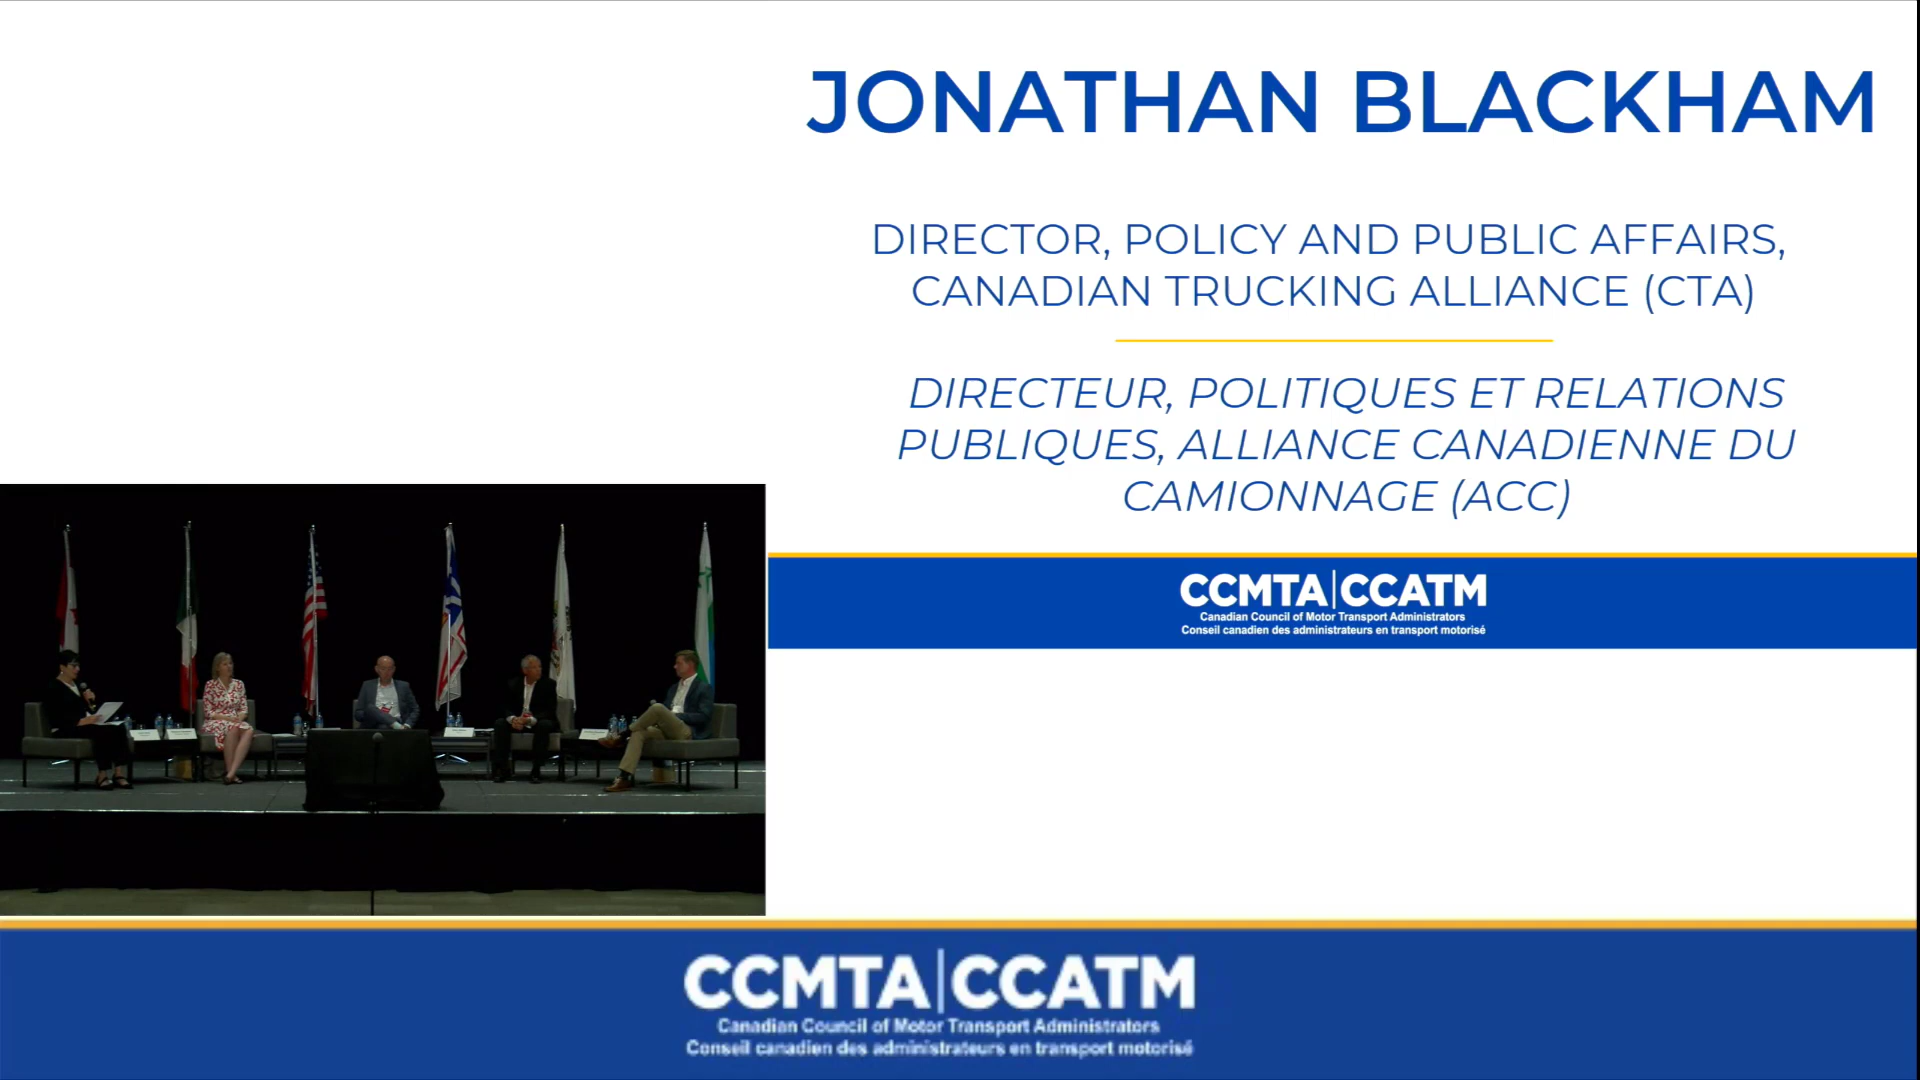 JONATHAN BLACKHAM
DIRECTOR, POLICY AND PUBLIC AFFAIRS,
CANADIAN TRUCKING ALLIANCE (CTA)
DIRECTEUR, POLITIQUES ET RELATIONS
PUBLIQUES, ALLIANCE CANADIENNE DU
CAMIONNAGE (ACC)
CCMTA|CCATM
Canadian Council of Motor Transport Administrators
Conseil canadien des administrateurs en transport motorisé
CCMTA|CCATM
Canadian Council of Motor Transport Administrators
Conseil canadien des administrateurs en transport motorisé